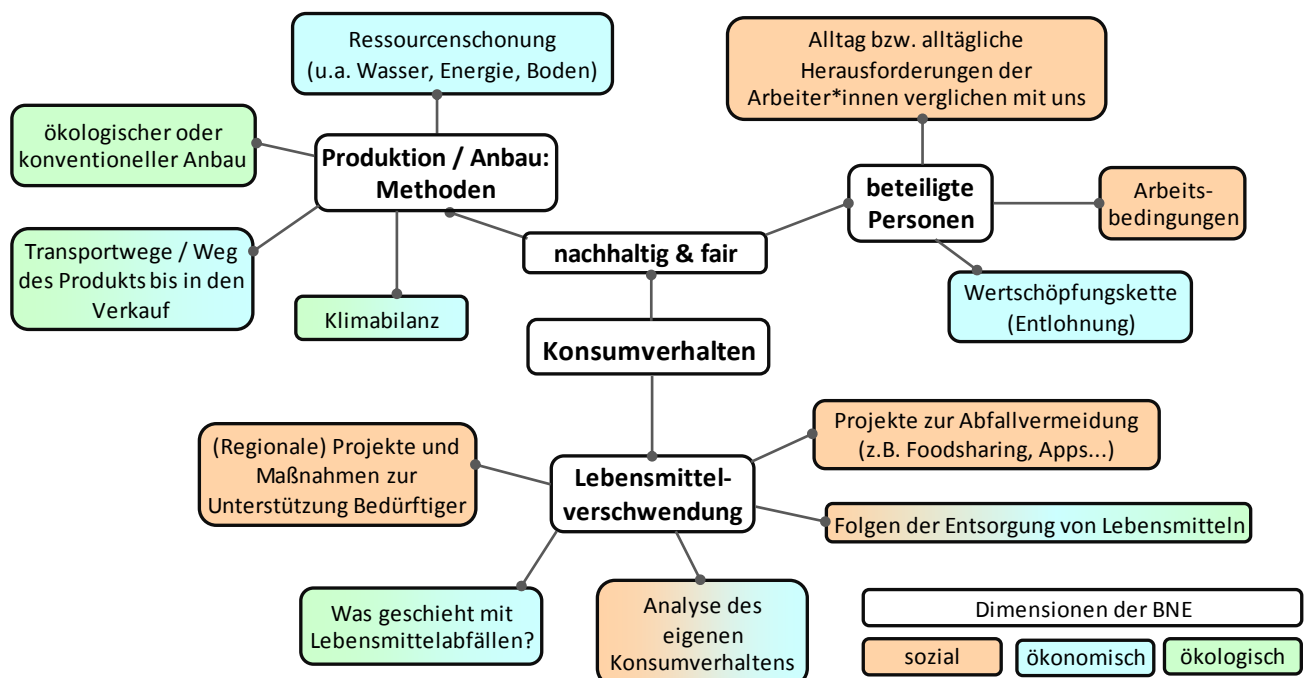 Ressourcenschonung
(u.a. Wasser, Energie, Boden)
Alltag bzw. alltägliche
Herausforderungen der
Arbeiter*innen verglichen mit uns
ökologischer oder
konventioneller Anbau
Produktion / Anbau:
Methoden
beteiligte
Personen
Arbeits-
bedingungen
Transportwege / Weg
des Produkts bis in den
Verkauf
nachhaltig & fair
Klimabilanz
Wertschöpfungskette
(Entlohnung)
Konsumverhalten
(Regionale) Projekte und
Maßnahmen zur
Unterstützung Bedürftiger
Projekte zur Abfallvermeidung
(z.B. Foodsharing, Apps...)
Lebensmittel-
verschwendung
Folgen der Entsorgung von Lebensmitteln
Was geschieht mit
Lebensmittelabfällen?
Analyse des
eigenen
Konsumverhaltens
Dimensionen der BNE
sozial
ökonomisch
ökologisch